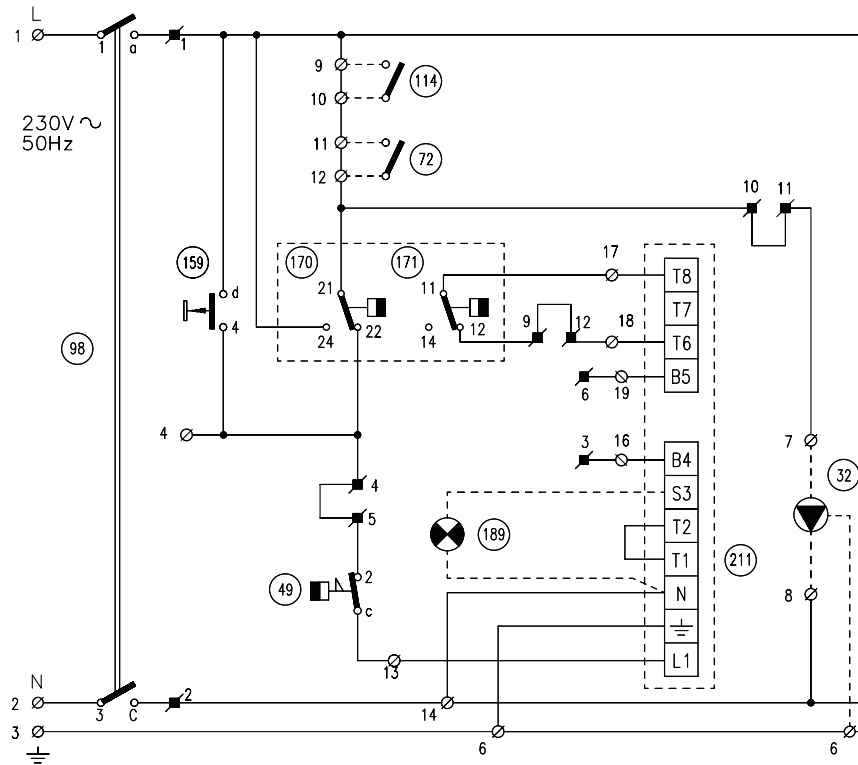 L
1 1 a 1
9
10 114
230V ~
50Hz
11
12 72
10 11
159 170 171 17
d 21 11 T8
T7
4 24 22 14 12 9 12 18 T6
98
6 19 B5
4
3 16 B4
7
32
4
S3
5
189
T2
T1 211
49 2
N
8
c
L1
13
N
2 3 C 2
14
3
6 6